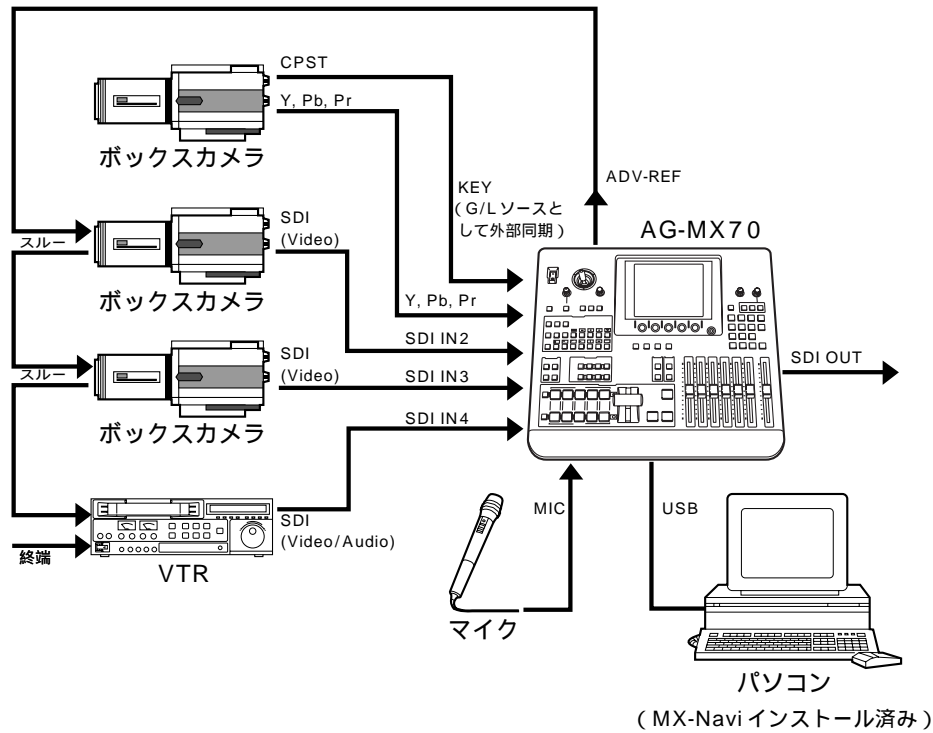 CPST
Y, Pb, Pr
ボックスカメラ
KEY
（G/Lソースと
して外部同期）
ADV-REF
AG-MX70
スルー
SDI
(Video)
ボックスカメラ
Y, Pb, Pr
SDI IN2
スルー
SDI
(Video)
SDI IN3
SDI OUT
ボックスカメラ
SDI IN4
SDI
(Video/Audio)
終端
VTR
MIC
USB
マイク
パソコン
（MX-Naviインストール済み）